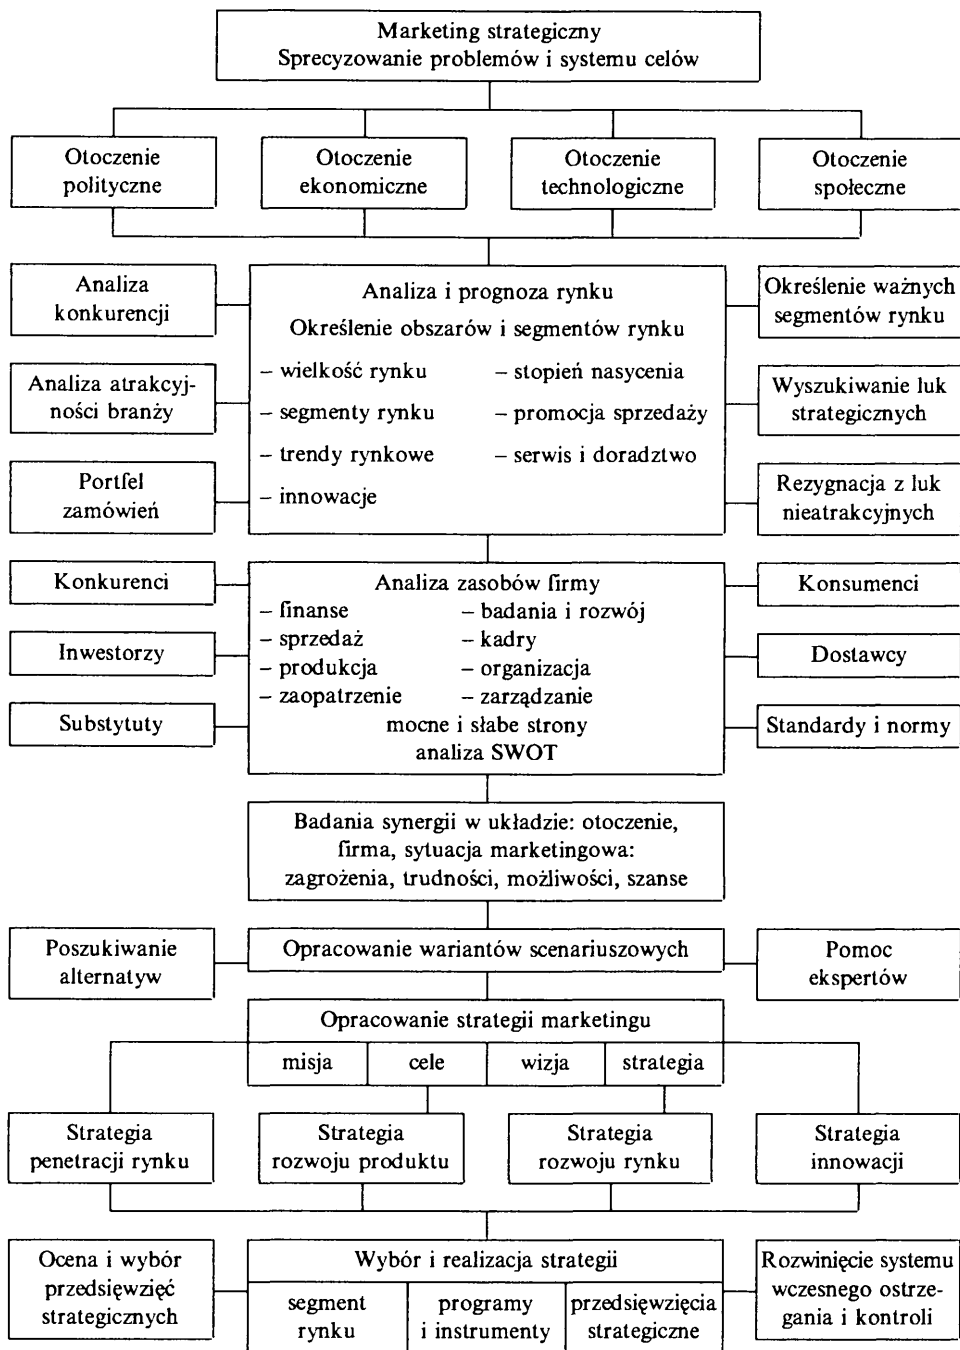 Marketing strategiczny
Sprecyzowanie problemów i systemu celów
Otoczenie
polityczne
Otoczenie
ekonomiczne
Otoczenie
technologiczne
Otoczenie
społeczne
Analiza
konkurencji
Analiza atrakcyj-
ności branży
Portfel
zamówień
Analiza i prognoza rynku
Określenie obszarów i segmentów rynku
– wielkość rynku
– segmenty rynku
– trendy rynkowe
– innowacje
– stopień nasycenia
– promocja sprzedaży
– serwis i doradztwo
Określenie ważnych
segmentów rynku
Wyszukiwanie luk
strategicznych
Rezygnacja z luk
nieatrakcyjnych
Konkurenci
Inwestorzy
Substytuty
Analiza zasobów firmy
– finanse
– sprzedaż
– produkcja
– zaopatrzenie
– badania i rozwój
– kadry
– organizacja
– zarządzanie
mocne i słabe strony
analiza SWOT
Konsumenci
Dostawcy
Standardy i normy
Badania synergii w układzie: otoczenie,
firma, sytuacja marketingowa:
zagrożenia, trudności, możliwości, szanse
Poszukiwanie
alternatyw
Opracowanie wariantów scenariuszowych
Pomoc
ekspertów
Opracowanie strategii marketingu
misja
cele
wizja
strategia
Strategia
penetracji rynku
Strategia
rozwoju produktu
Strategia
rozwoju rynku
Strategia
innowacji
Ocena i wybór
przedsięwzięć
strategicznych
Wybór i realizacja strategii
segment
rynku
programy
i instrumenty
przedsięwzięcia
strategiczne
Rozwinięcie systemu
wczesnego ostrze-
gania i kontroli